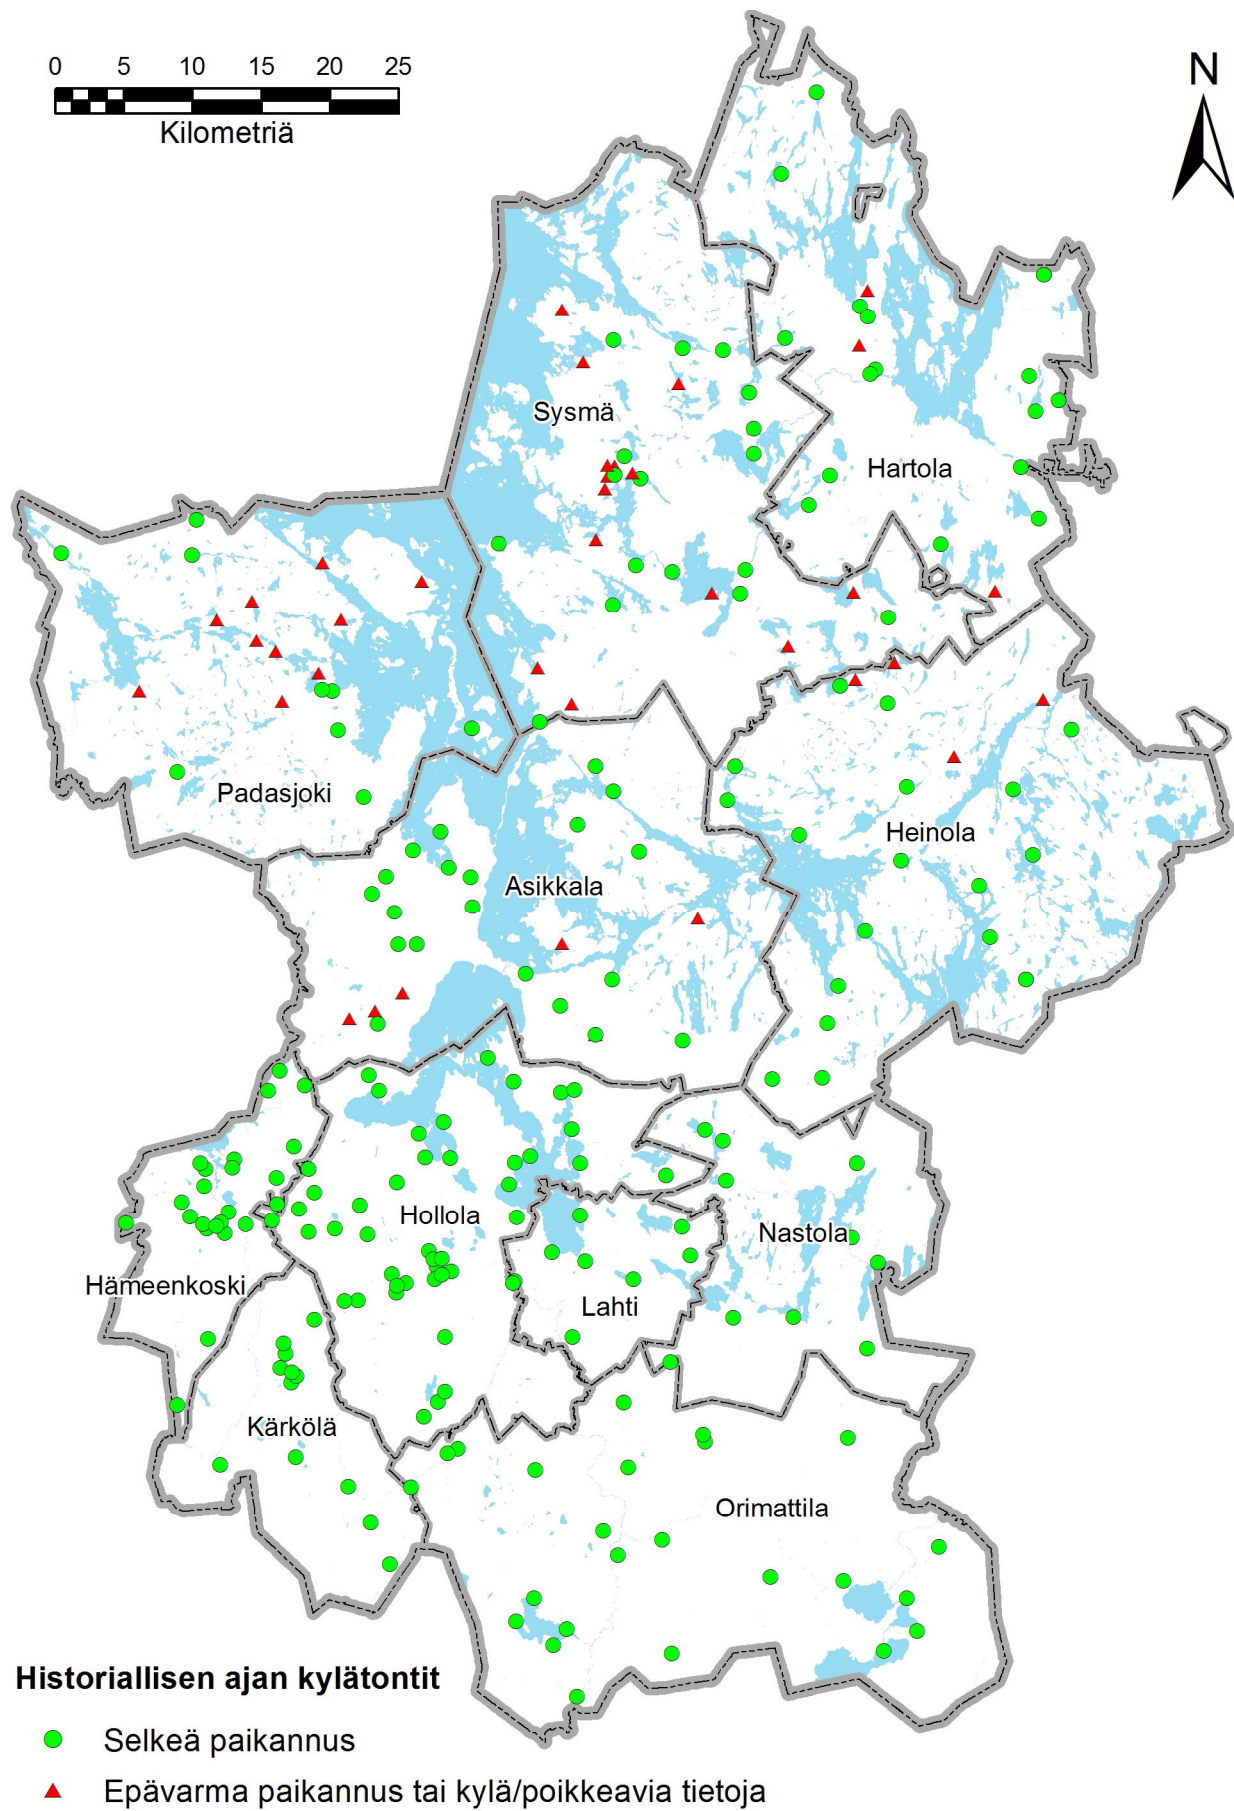 0 5 10 15 20 25
Kilometriä
N
Sysmä
Hartola
Padasjoki
Heinola
Asikkala
Hollola
Nastola
Hämeenkoski
Lahti
Kärkölä
Orimattila
Historiallisen ajan kylätontit
Selkeä paikannus
Epävarma paikannus tai kylä/poikkeavia tietoja